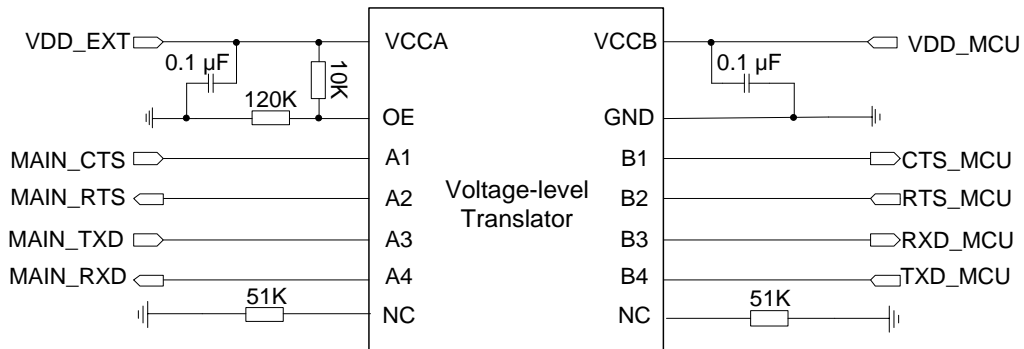 VDD_EXT
VCCA
VCCB
VDD_MCU
0.1 µF
10K
0.1 µF
120K
OE
GND
MAIN_CTS
A1
B1
CTS_MCU
MAIN_RTS
A2
Voltage-level
Translator
B2
RTS_MCU
MAIN_TXD
A3
B3
RXD_MCU
MAIN_RXD
A4
B4
TXD_MCU
51K
NC
NC
51K